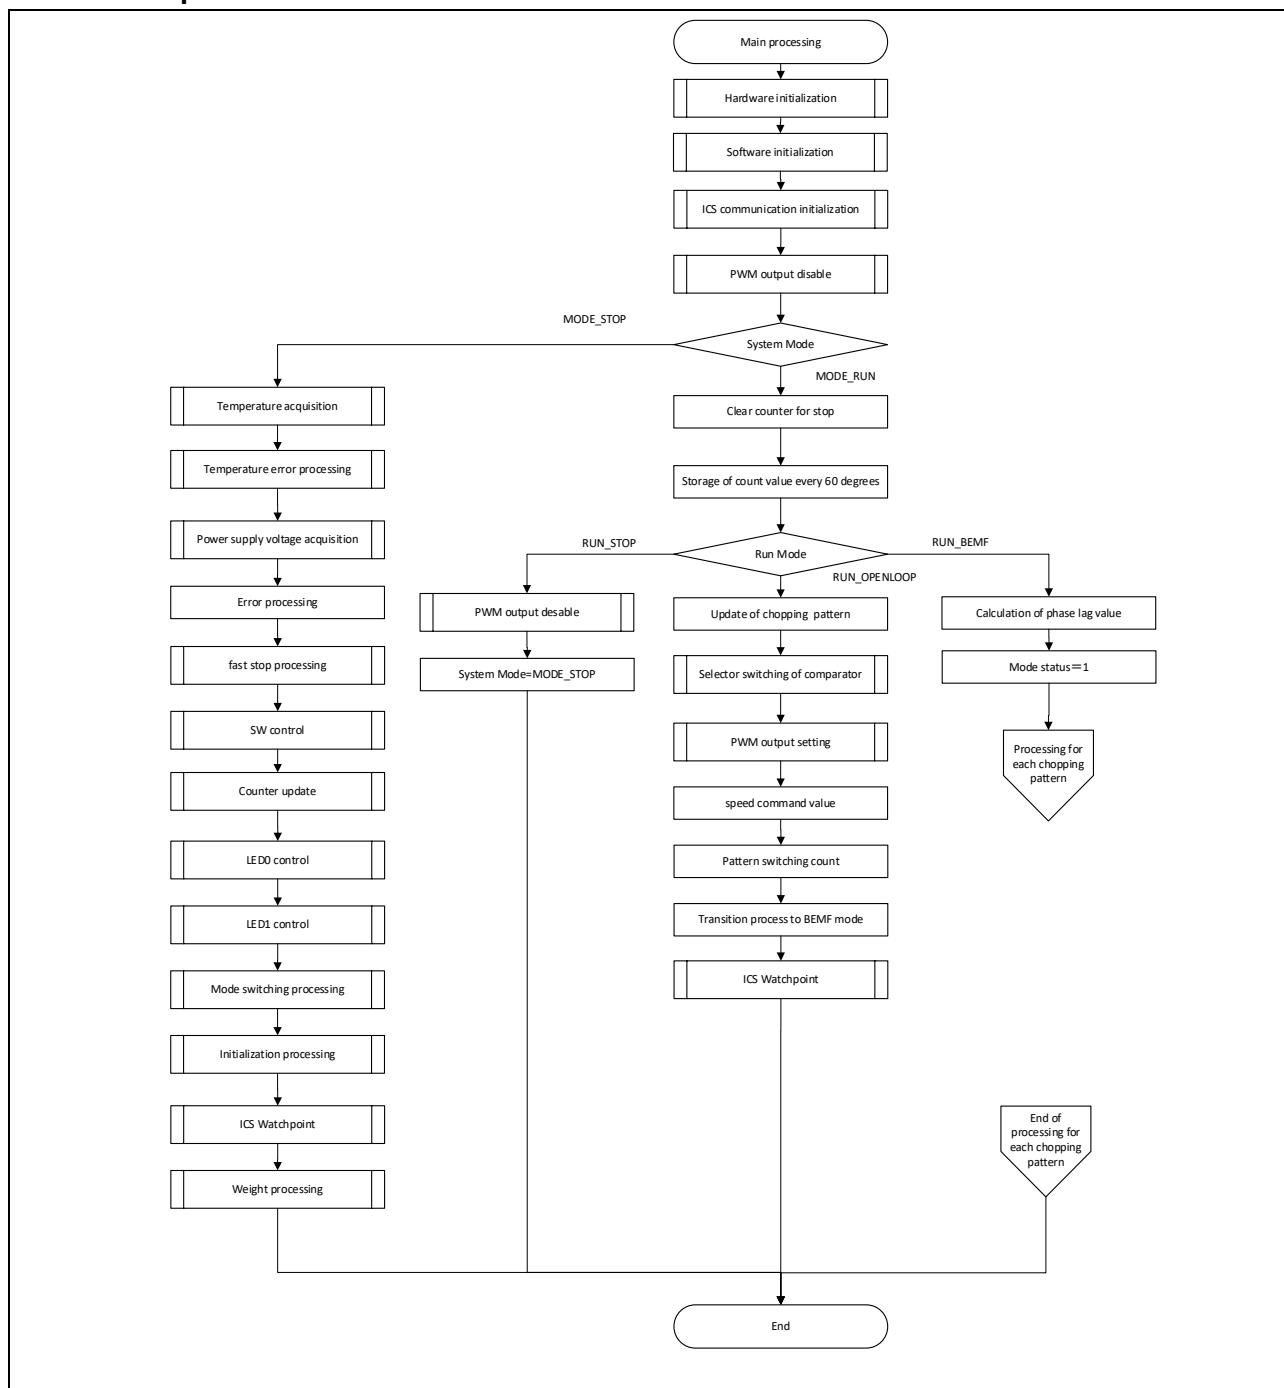 Main processing
Hardware initialization
Software initialization
ICS communication initialization
PWM output disable
MODE_STOP
System Mode
MODE_RUN
Temperature acquisition
Temperature error processing
Power supply voltage acquisition
Error processing
fast stop processing
SW control
Counter update
LED0 control
LED1 control
Mode switching processing
Initialization processing
ICS Watchpoint
Weight processing
Clear counter for stop
Storage of count value every 60 degrees
RUN_STOP
Run Mode
RUN_BEMF
RUN_OPENLOOP
PWM output desable
System Mode=MODE_STOP
Update of chopping pattern
Selector switching of comparator
PWM output setting
speed command value
Pattern switching count
Transition process to BEMF mode
ICS Watchpoint
Calculation of phase lag value
Mode status＝1
Processing for
each chopping
pattern
End of
processing for
each chopping
pattern
End